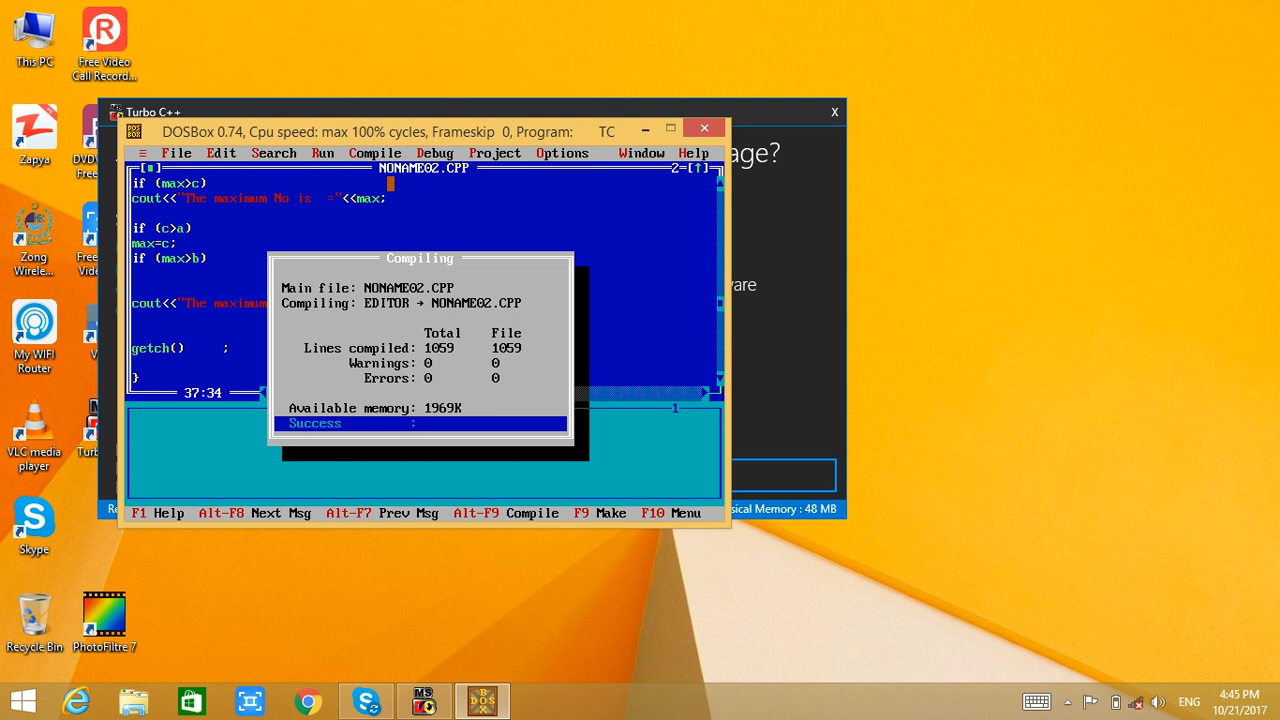 This PC
Free Video
Call Record...
Zapya
DVD
Free
Zong
Wirele...
Free
Vid
My WIFI
Router
V
VLC media
player
Turb
Skype
Recycle Bin
PhotoFiltre 7
Turbo C++
X
age?
ware
Re
sical Memory : 48 MB
DOSBox 0.74, Cpu speed: max 100% cycles, Frameskip 0, Program: TC
≡ File Edit Search Run Compile Debug Project Options Window Help
[■] NONAME02.CPP 2=[↑]
if (max>c)
cout<<"The maximum No is  ="<<max;
if (c>a)
max=c;
if (max>b)
cout<<"The maximum
getch()     ;
}
37:34
Compiling
Main file: NONAME02.CPP
Compiling: EDITOR → NONAME02.CPP
Total File
Lines compiled: 1059 1059
Warnings: 0 0
Errors: 0 0
Available memory: 1969K
Success :
1
F1 Help Alt-F8 Next Msg Alt-F7 Prev Msg Alt-F9 Compile F9 Make F10 Menu
ENG
4:45 PM
10/21/2017